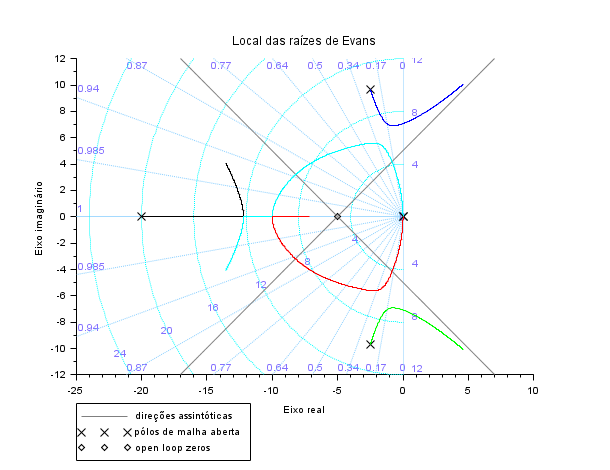 Local das raízes de Evans
12 0.87 0.77 0.64 0.5 0.34 0.17 0 12
10 0.94
8 8
6 0.985
4 4
2
Eixo imaginário 0 1
-2 4
-4 0.985 8 4
-6 12
-8 0.94 20 16 8
-10 24
-12 0.87 0.77 0.64 0.5 0.34 0.17 0 12
-25 -20 -15 -10 -5 0 5 10
Eixo real
direções assintóticas
pólos de malha aberta
open loop zeros